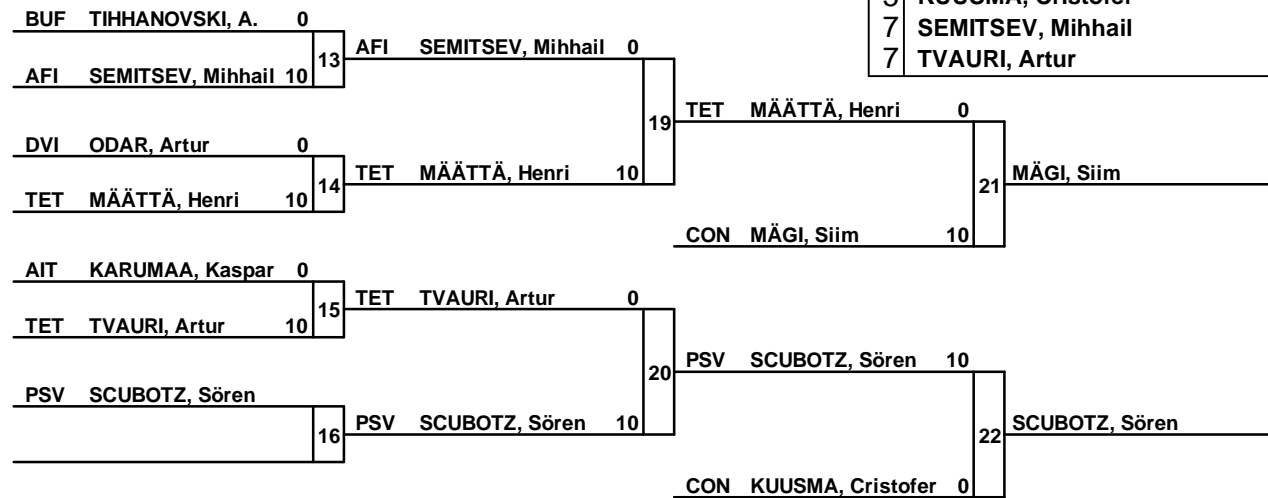 5 KUUSMA, Cristofer
7 SEMITSEV, Mihhail
7 TVAURI, Artur
BUF TIHHANOVSKI, A. 0
13
AFI SEMITSEV, Mihhail 10
AFI SEMITSEV, Mihhail 0
19
DVI ODAR, Artur 0
14
TET MÄÄTTÄ, Henri 10
TET MÄÄTTÄ, Henri 10
TET MÄÄTTÄ, Henri 0
21
MÄGI, Siim
CON MÄGI, Siim 10
AIT KARUMAA, Kaspar 0
15
TET TVAURI, Artur 10
TET TVAURI, Artur 0
20
PSV SCUBOTZ, Sören
16
PSV SCUBOTZ, Sören 10
PSV SCUBOTZ, Sören 10
22
SCUBOTZ, Sören
CON KUUSMA, Cristofer 0